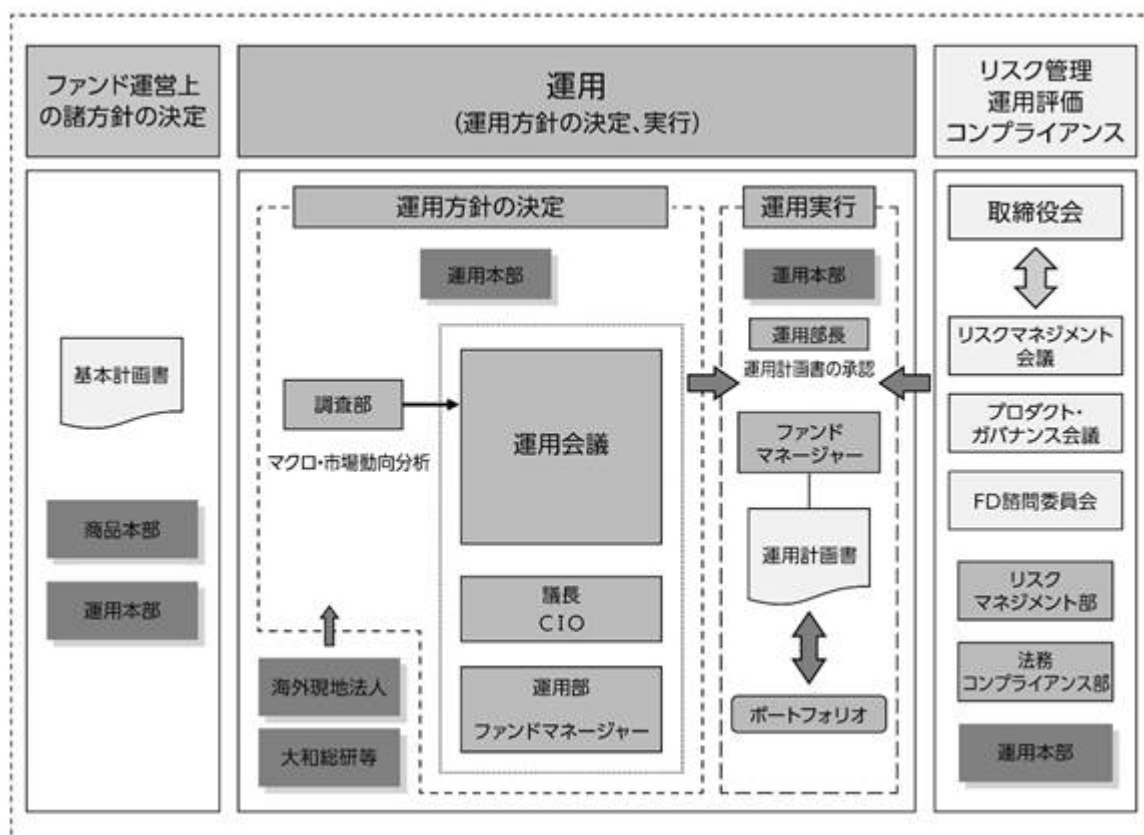 ファンド運営上
の諸方針の決定
運用
(運用方針の決定、実行)
リスク管理
運用評価
コンプライアンス
基本計画書
商品本部
運用本部
運用方針の決定
運用本部
調査部
マクロ・市場動向分析
運用会議
議長
CIO
運用部
ファンドマネージャー
海外現地法人
大和総研等
運用実行
運用本部
運用部長
運用計画書の承認
ファンド
マネージャー
運用計画書
ポートフォリオ
取締役会
リスクマネジメント
会議
プロダクト・
ガバナンス会議
FD諮問委員会
リスク
マネジメント部
法務
コンプライアンス部
運用本部